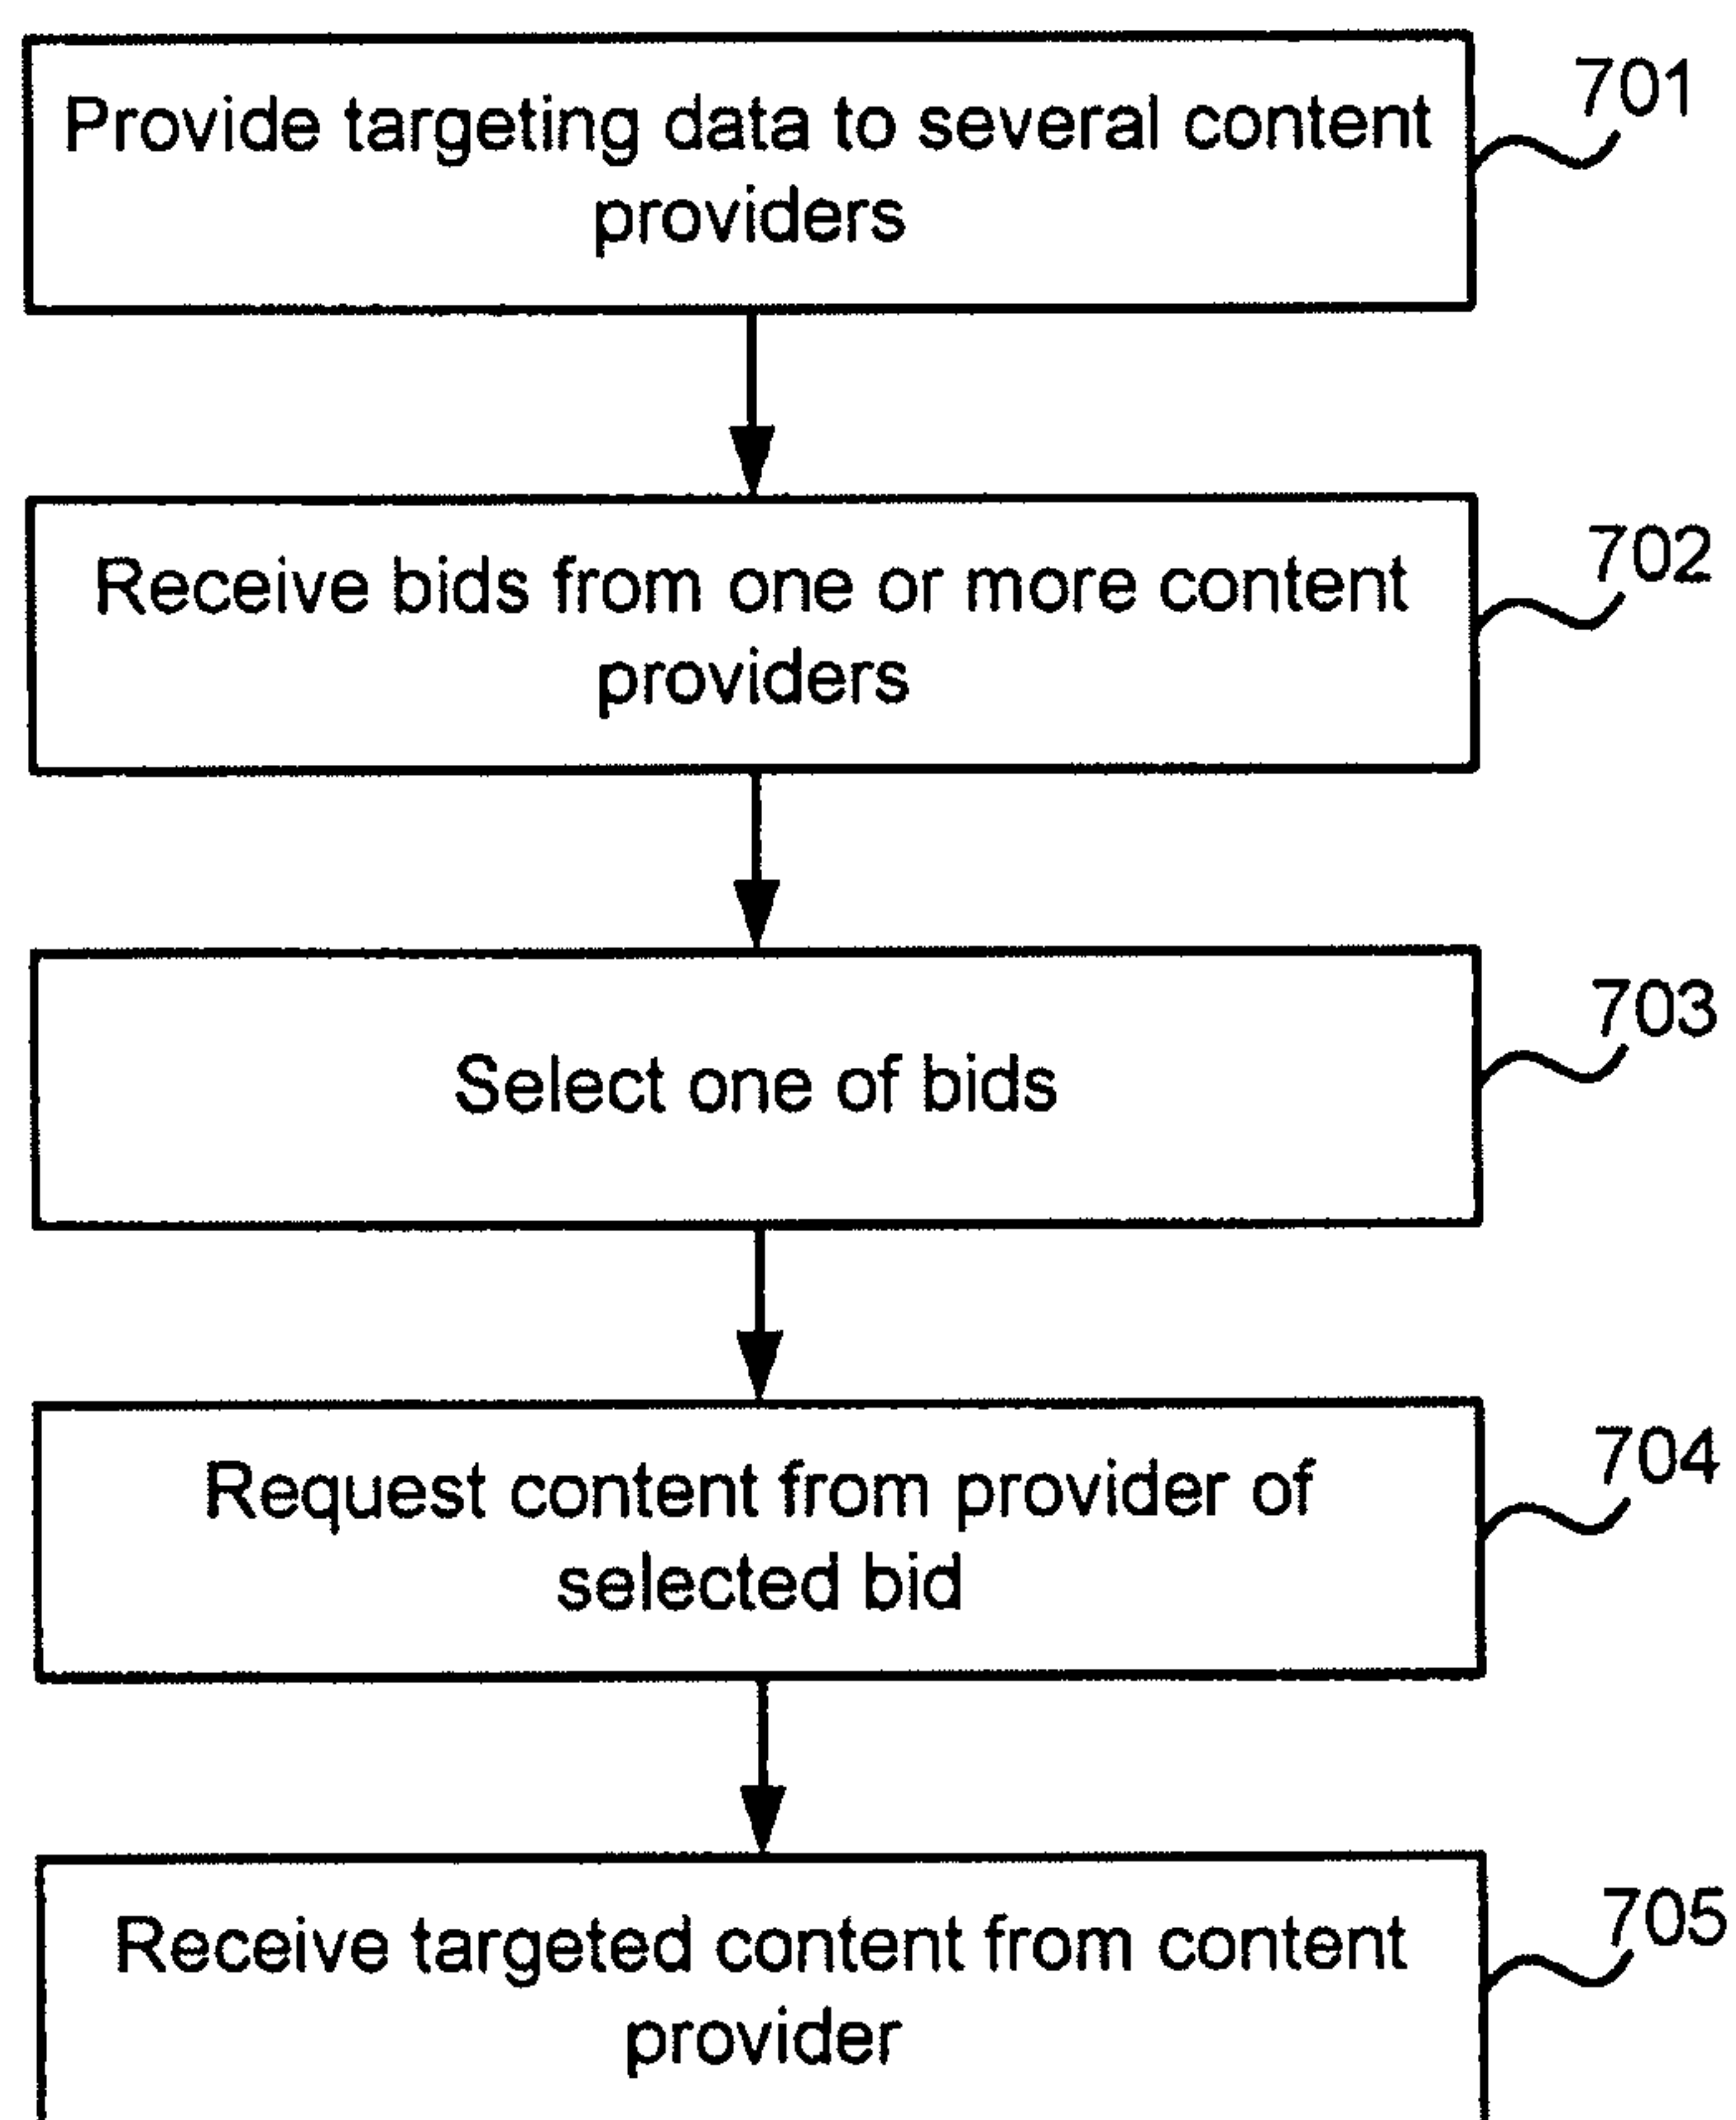 Provide targeting data to several content
providers
701
Receive bids from one or more content
providers
702
Select one of bids
703
Request content from provider of
selected bid
704
Receive targeted content from content
provider
705